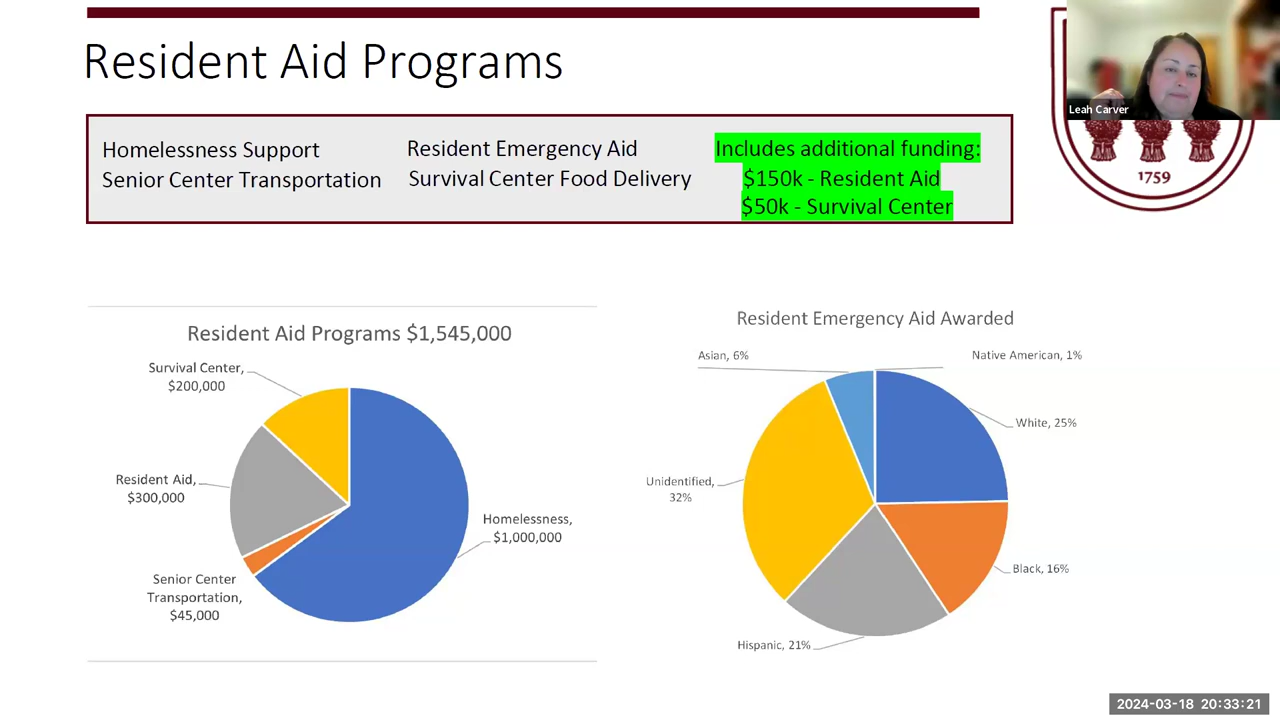 Resident Aid Programs
Leah Carver
1759
Homelessness Support
Senior Center Transportation
Resident Emergency Aid
Survival Center Food Delivery
Includes additional funding:
$150k - Resident Aid
$50k - Survival Center
Resident Aid Programs $1,545,000
Survival Center,
$200,000
Resident Aid,
$300,000
Homelessness,
$1,000,000
Senior Center
Transportation,
$45,000
Resident Emergency Aid Awarded
Asian, 6%
Native American, 1%
White, 25%
Unidentified,
32%
Black, 16%
Hispanic, 21%
2024-03-18 20:33:21